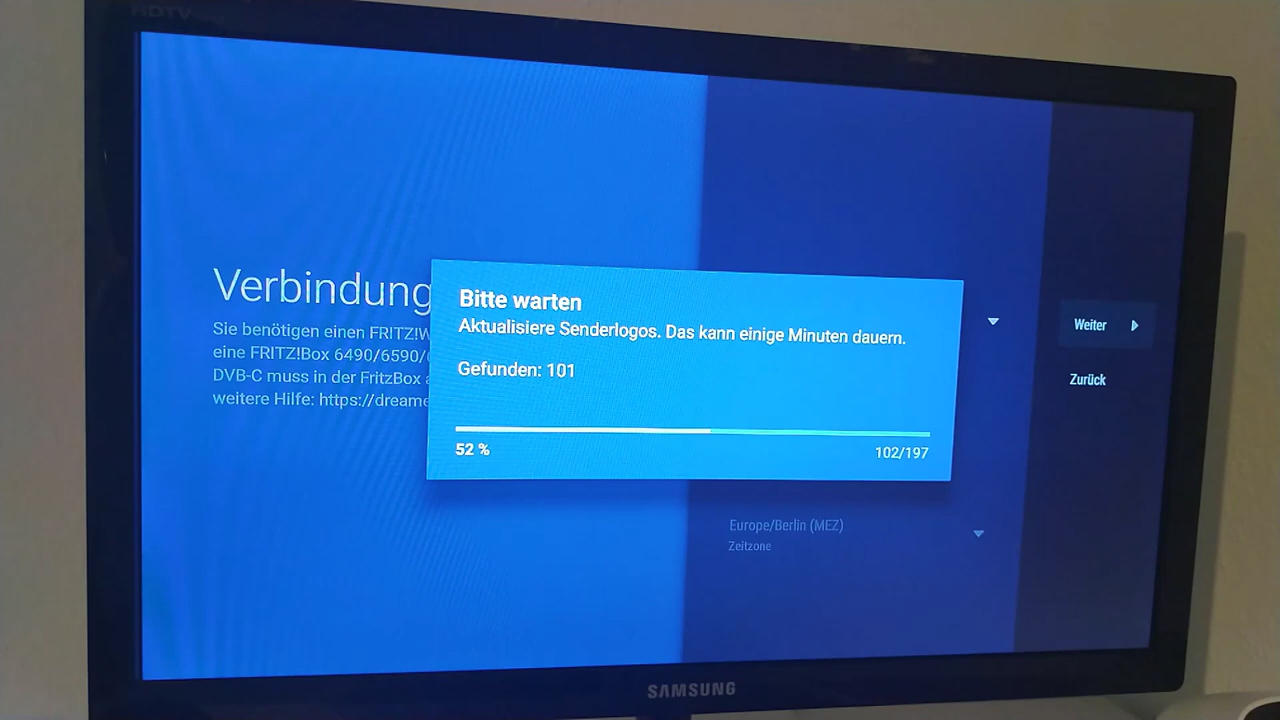 HDTV
Verbindung
Sie benötigen einen FRITZ!
eine FRITZ!Box 6490/6590/
DVB-C muss in der FritzBox
weitere Hilfe: https://dreame
Bitte warten
Aktualisiere Senderlogos. Das kann einige Minuten dauern.
Gefunden: 101
52 %
102/197
Weiter
Zurück
Europe/Berlin (MEZ)
Zeitzone
SAMSUNG